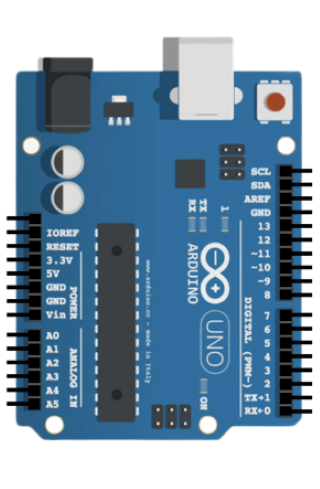 SCL
SDA
AREF
GND
13
12
~11
~10
~9
8
7
~6
~5
4
~3
2
TX→1
RX←0
DIGITAL (PWM~)
IOREF
RESET
3.3V
5V
GND
GND
Vin
POWER
A0
A1
A2
A3
A4
A5
ANALOG IN
TX
RX
1
ARDUINO
UNO
www.arduino.cc - made in Italy
ON